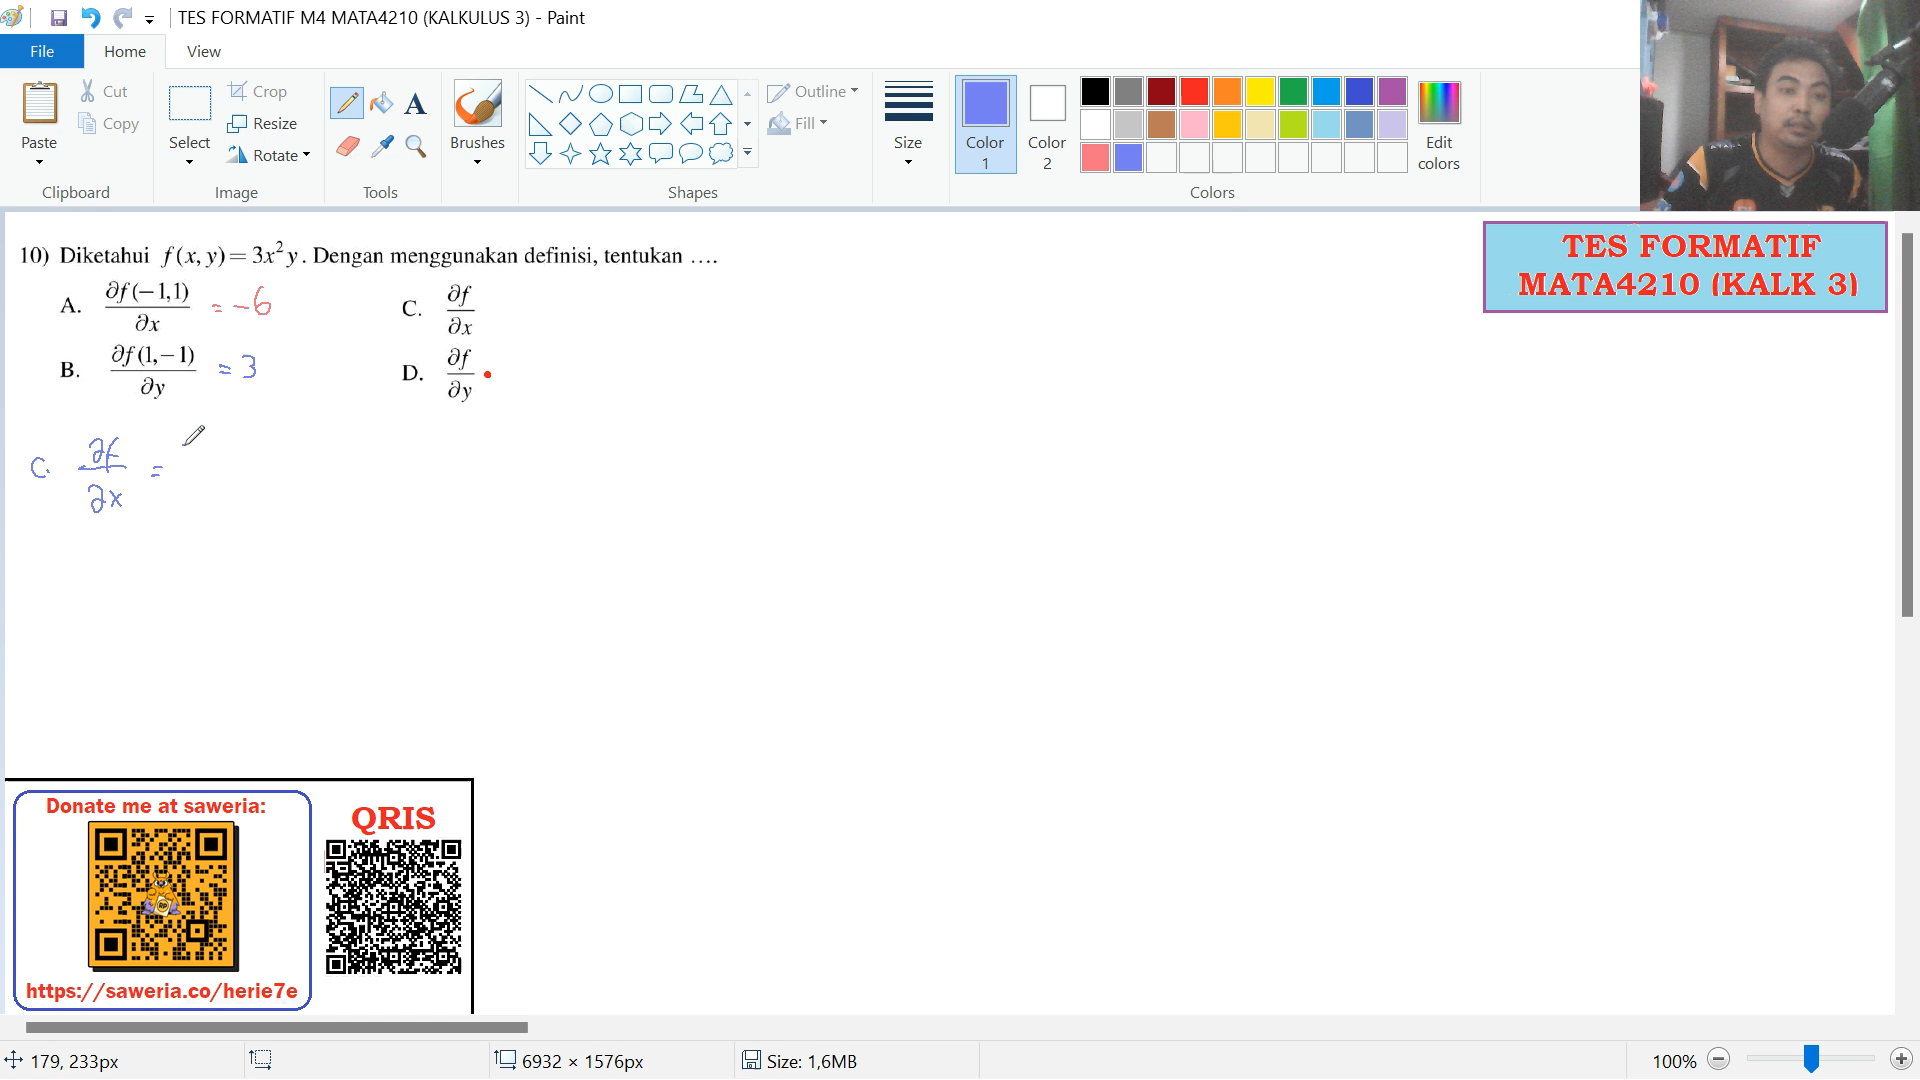 TES FORMATIF M4 MATA4210 (KALKULUS 3) - Paint
File Home View
Paste
Cut
Copy
Clipboard
Select
Crop
Resize
Rotate
Image
A
Tools
Brushes
Outline
Fill
Shapes
Size
Color 1
Color 2
Edit colors
Colors
10) Diketahui f(x, y) = 3x² y. Dengan menggunakan definisi, tentukan ....
A. ∂f(−1,1)/∂x = -6
B. ∂f(1,−1)/∂y = 3
C. ∂f/∂x
D. ∂f/∂y
C. ∂f/∂x =
TES FORMATIF
MATA4210 (KALK 3)
Donate me at saweria:
RP
https://saweria.co/herie7e
QRIS
179, 233px
6932 × 1576px
Size: 1,6MB
100%